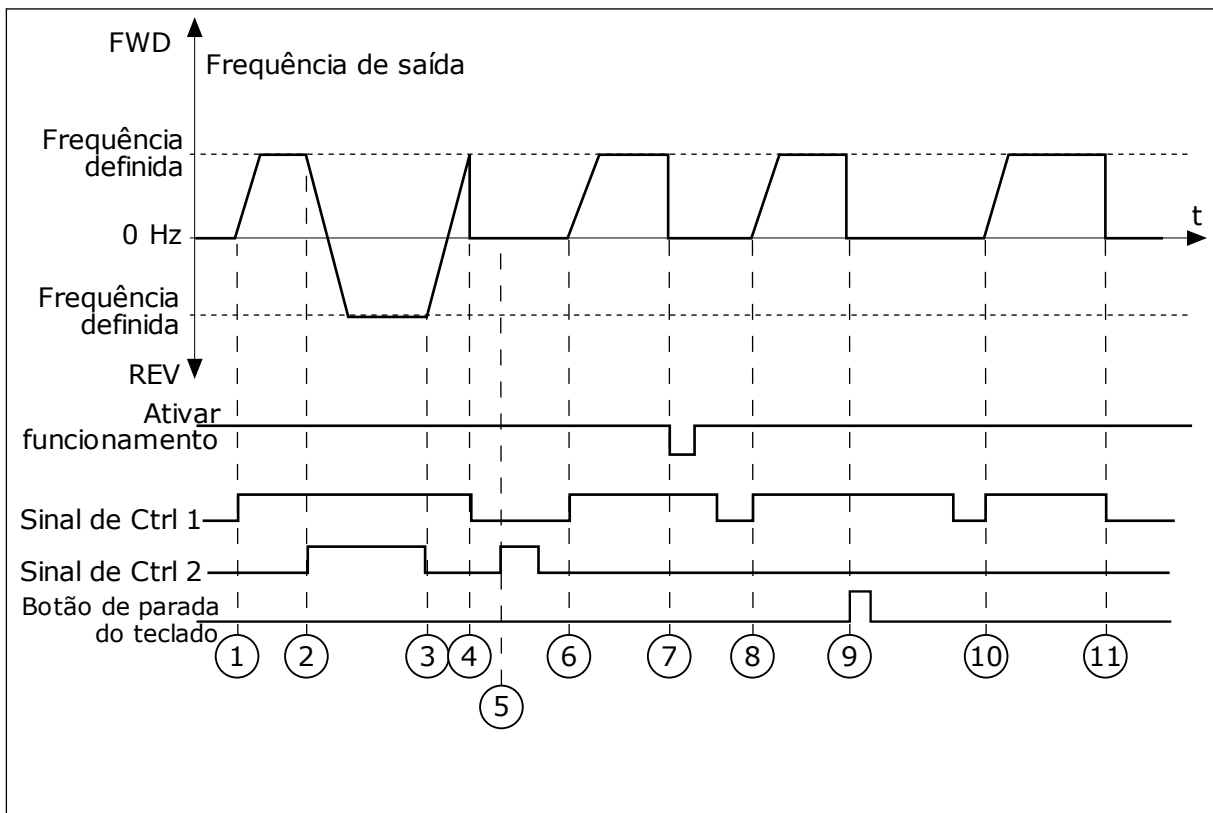 FWD
Frequência de saída
Frequência
definida
0 Hz
t
Frequência
definida
REV
Ativar
funcionamento
Sinal de Ctrl 1
Sinal de Ctrl 2
Botão de parada
do teclado
1 2 3 4 6 7 8 9 10 11
5